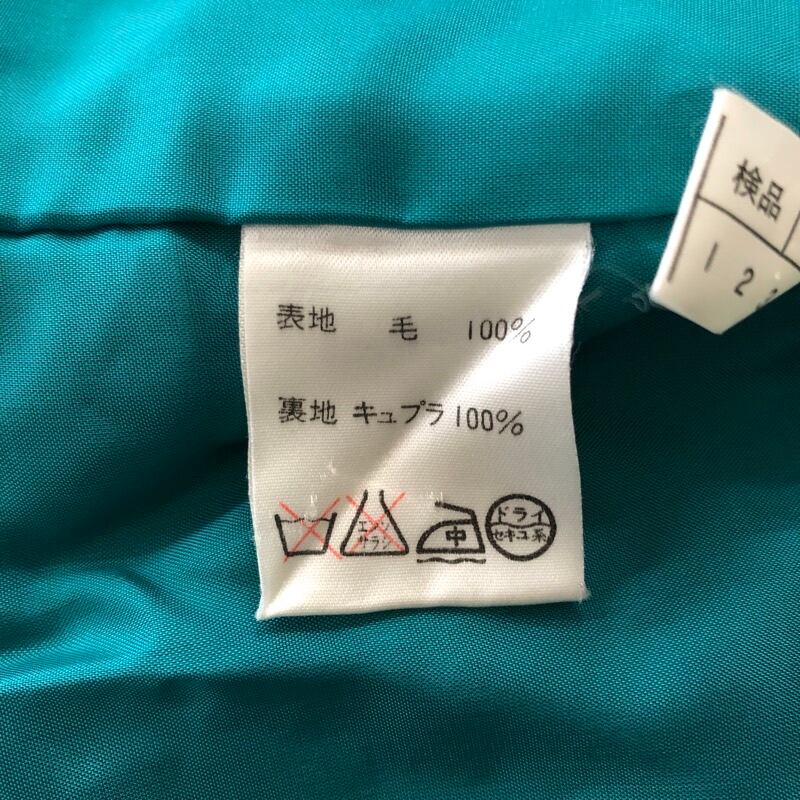 表地 毛 100%
裏地 キュプラ 100%
エンソ
サラシ
中
ドライ
セキユ系
検品
1 2 3